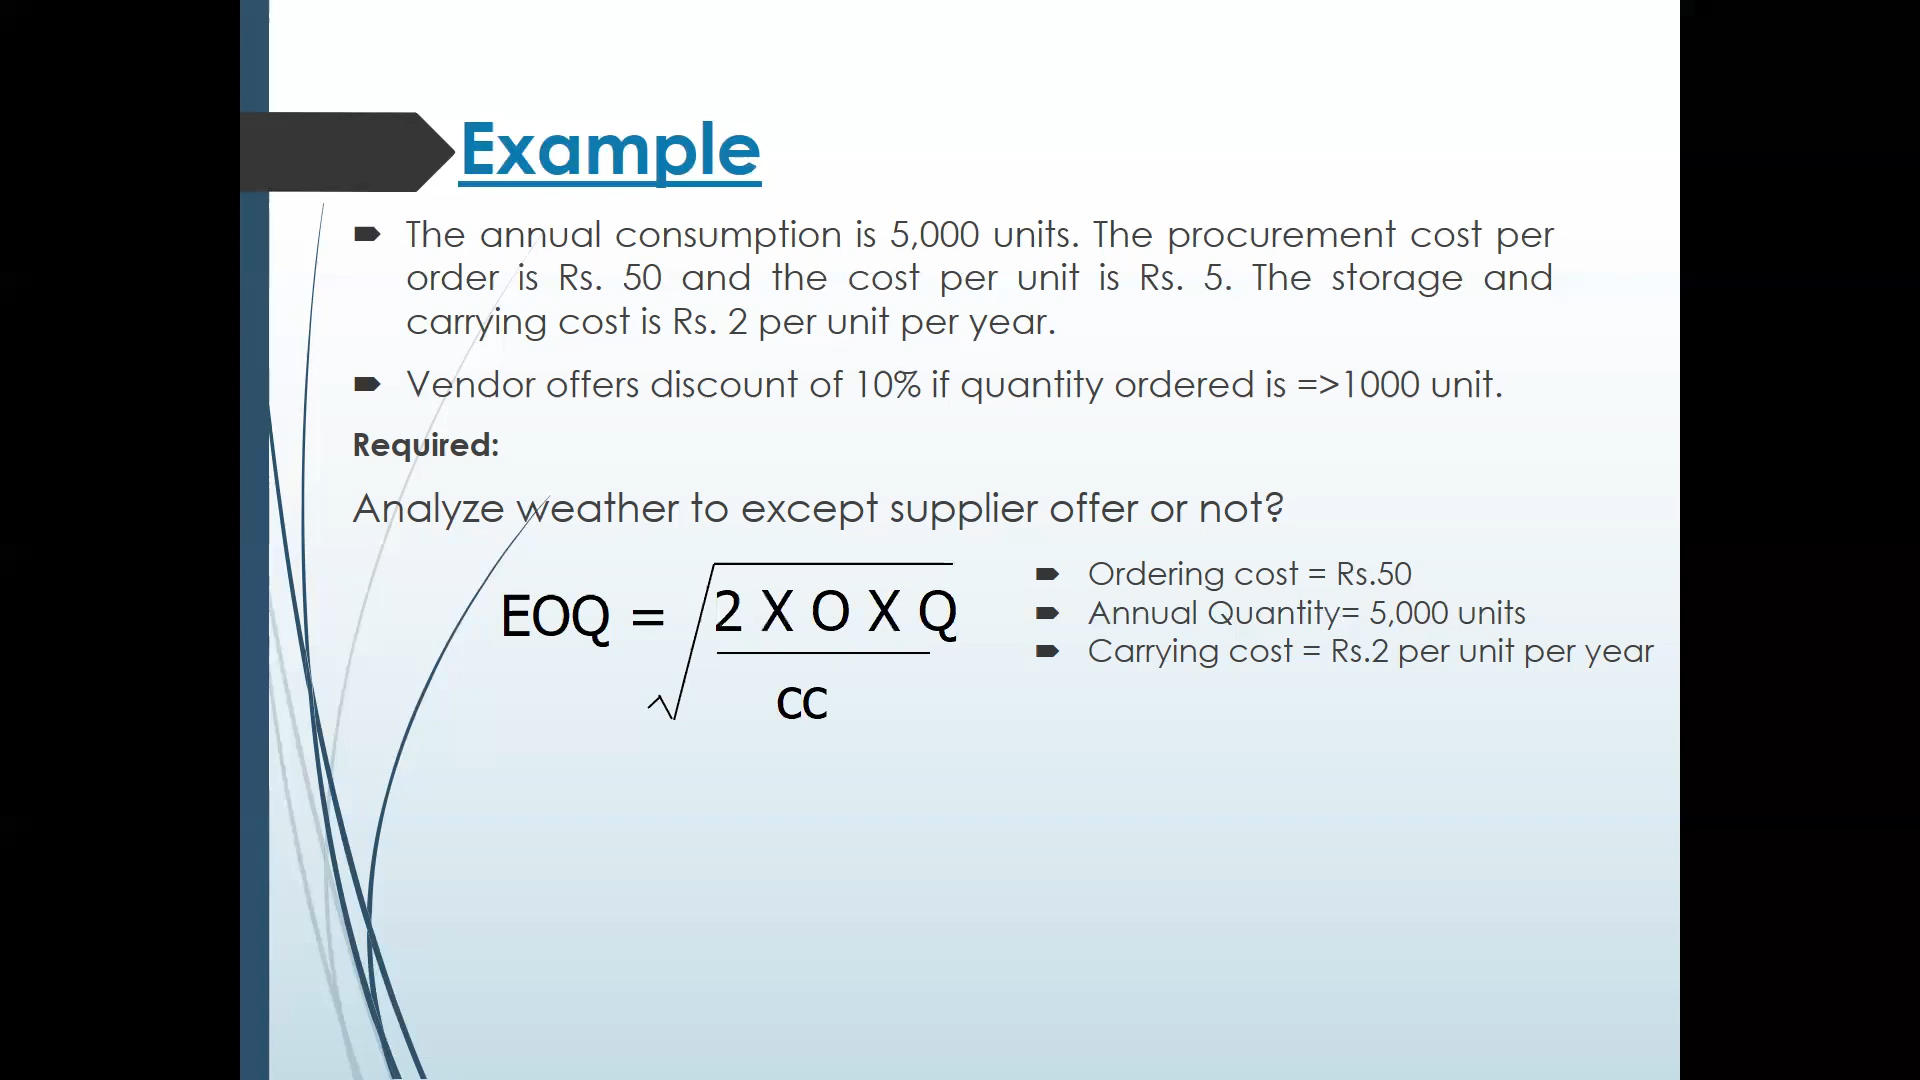 Example
The annual consumption is 5,000 units. The procurement cost per
order is Rs. 50 and the cost per unit is Rs. 5. The storage and
carrying cost is Rs. 2 per unit per year.
Vendor offers discount of 10% if quantity ordered is =>1000 unit.
Required:
Analyze weather to except supplier offer or not?
EOQ = √ 2 X O X Q
cc
Ordering cost = Rs.50
Annual Quantity= 5,000 units
Carrying cost = Rs.2 per unit per year